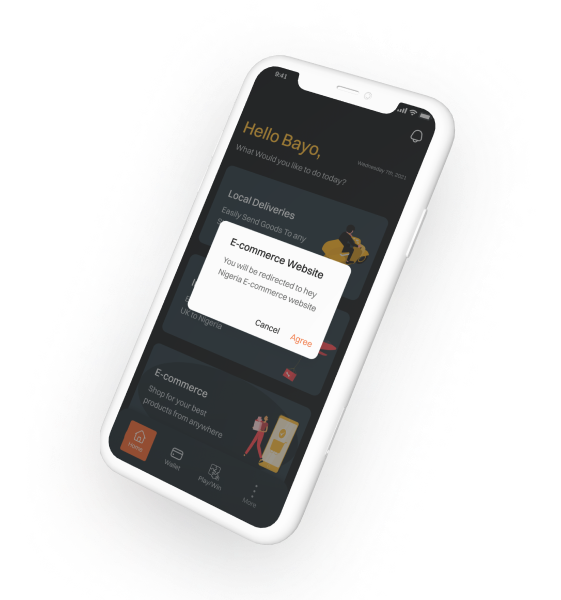 9:41
Hello Bayo,
What Would you like to do today?
Wednesday 7th, 2021
Local Deliveries
Easily Send Goods To any
E-commerce Website
You will be redirected to hey
Nigeria E-commerce website
Cancel
Agree
Uk to Nigeria
E-commerce
Shop for your best
products from anywhere
Home
Wallet
Play/Win
More